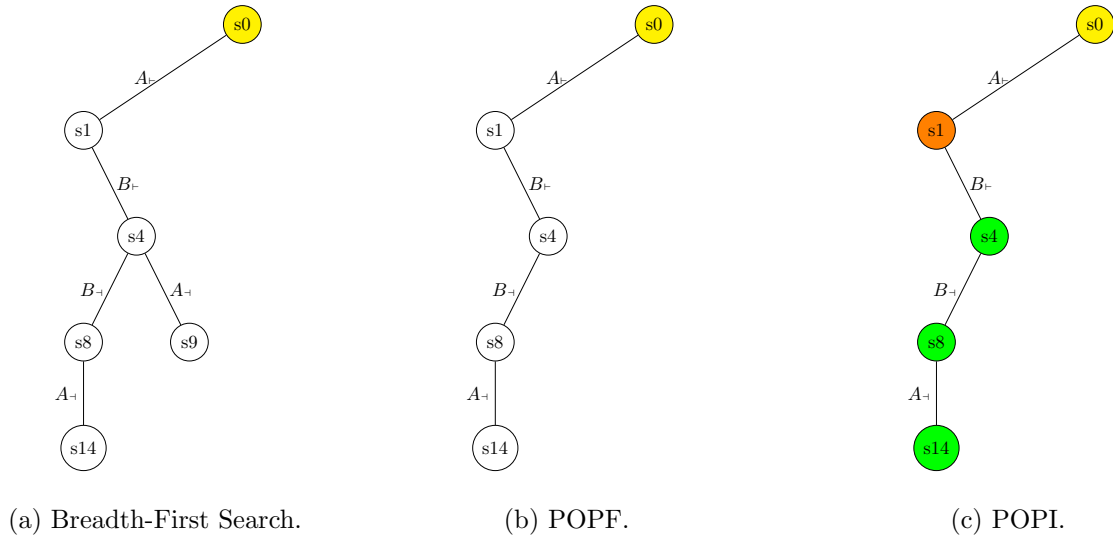 s0
A⊢
s1
B⊢
s4
B⊣
A⊣
s8
s9
A⊣
s14
(a) Breadth-First Search.
s0
A⊢
s1
B⊢
s4
B⊣
s8
A⊣
s14
(b) POPF.
s0
A⊢
s1
B⊢
s4
B⊣
s8
A⊣
s14
(c) POPI.